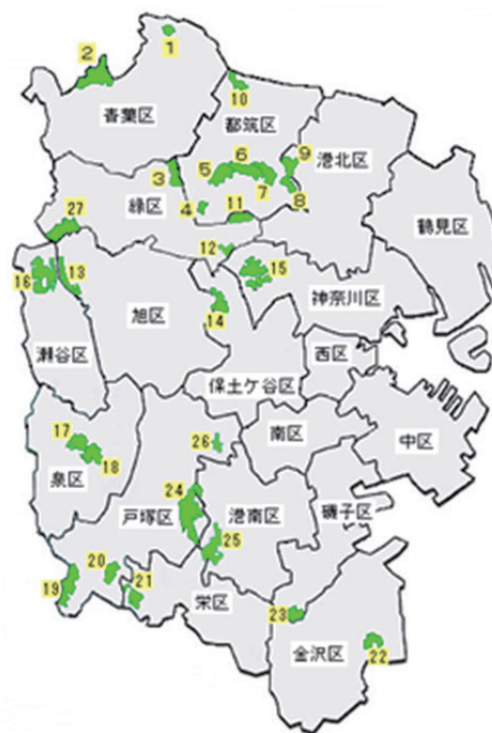 1
2
青葉区
10
都筑区
9
港北区
6
5
3
7
8
4
緑区
11
鶴見区
27
12
13
16
15
神奈川区
14
旭区
瀬谷区
西区
保土ケ谷区
17
18
泉区
26
南区
中区
24
戸塚区
港南区
磯子区
25
20
19
21
栄区
23
金沢区
22